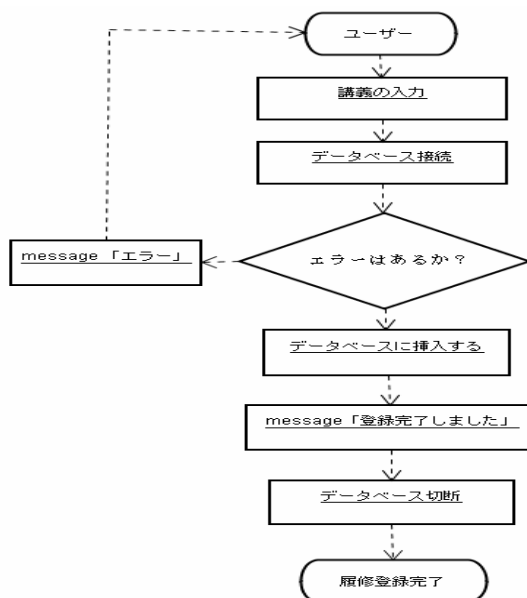 ユーザー
講義の入力
データベース接続
エラーはあるか？
message「エラー」
データベースに挿入する
message「登録完了しました」
データベース切断
履修登録完了